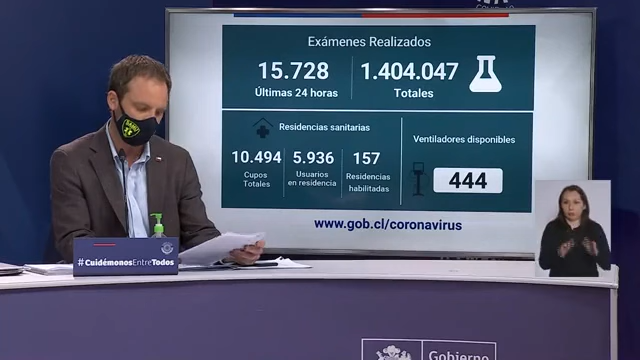 Exámenes Realizados
15.728
Últimas 24 horas
1.404.047
Totales
Residencias sanitarias
10.494
Cupos
Totales
5.936
Usuarios
en residencia
157
Residencias
habilitadas
Ventiladores disponibles
444
www.gob.cl/coronavirus
SAMU
#CuidémonosEntreTodos
Gobierno